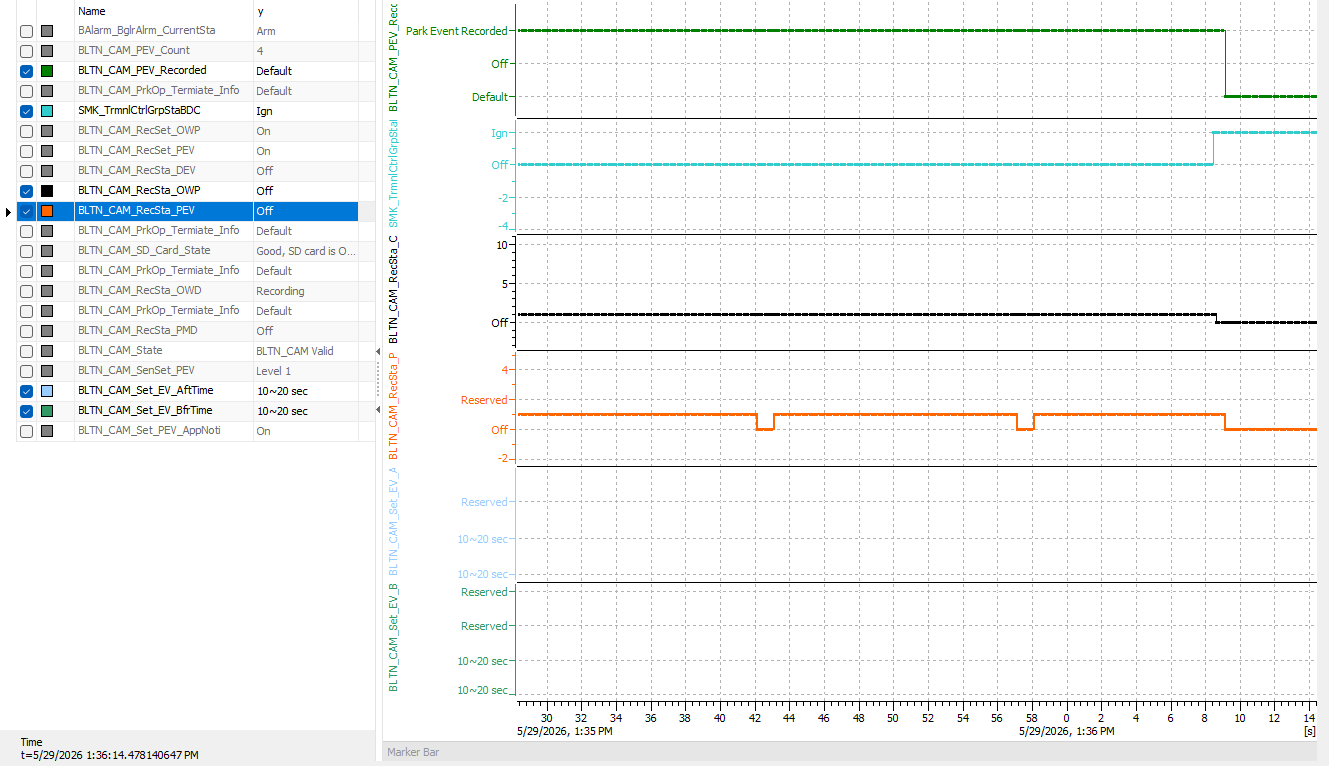 Name y
BAlarm_BglrAlrm_CurrentSta Arm
BLTN_CAM_PEV_Count 4
BLTN_CAM_PEV_Recorded Default
BLTN_CAM_PrkOp_Termiate_Info Default
SMK_TrmnlCtrlGrpStaBDC Ign
BLTN_CAM_RecSet_OWP On
BLTN_CAM_RecSet_PEV On
BLTN_CAM_RecSta_DEV Off
BLTN_CAM_RecSta_OWP Off
BLTN_CAM_RecSta_PEV Off
BLTN_CAM_PrkOp_Termiate_Info Default
BLTN_CAM_SD_Card_State Good, SD card is O...
BLTN_CAM_PrkOp_Termiate_Info Default
BLTN_CAM_RecSta_OWD Recording
BLTN_CAM_PrkOp_Termiate_Info Default
BLTN_CAM_RecSta_PMD Off
BLTN_CAM_State BLTN_CAM Valid
BLTN_CAM_SenSet_PEV Level 1
BLTN_CAM_Set_EV_AftTime 10~20 sec
BLTN_CAM_Set_EV_BfrTime 10~20 sec
BLTN_CAM_Set_PEV_AppNoti On
Time
t=5/29/2026 1:36:14.478140647 PM
BLTN_CAM_PEV_Reco
Park Event Recorded
Off
Default
SMK_TrmnlCtrlGrpStal
Ign
Off
-2
-4
BLTN_CAM_RecSta_C
10
5
Off
BLTN_CAM_RecSta_P
4
Reserved
Off
-2
BLTN_CAM_Set_EV_A
Reserved
10~20 sec
10~20 sec
BLTN_CAM_Set_EV_B
Reserved
Reserved
10~20 sec
10~20 sec
30 32 34 36 38 40 42 44 46 48 50 52 54 56 58 0 2 4 6 8 10 12 14
5/29/2026, 1:35 PM 5/29/2026, 1:36 PM [s]
Marker Bar